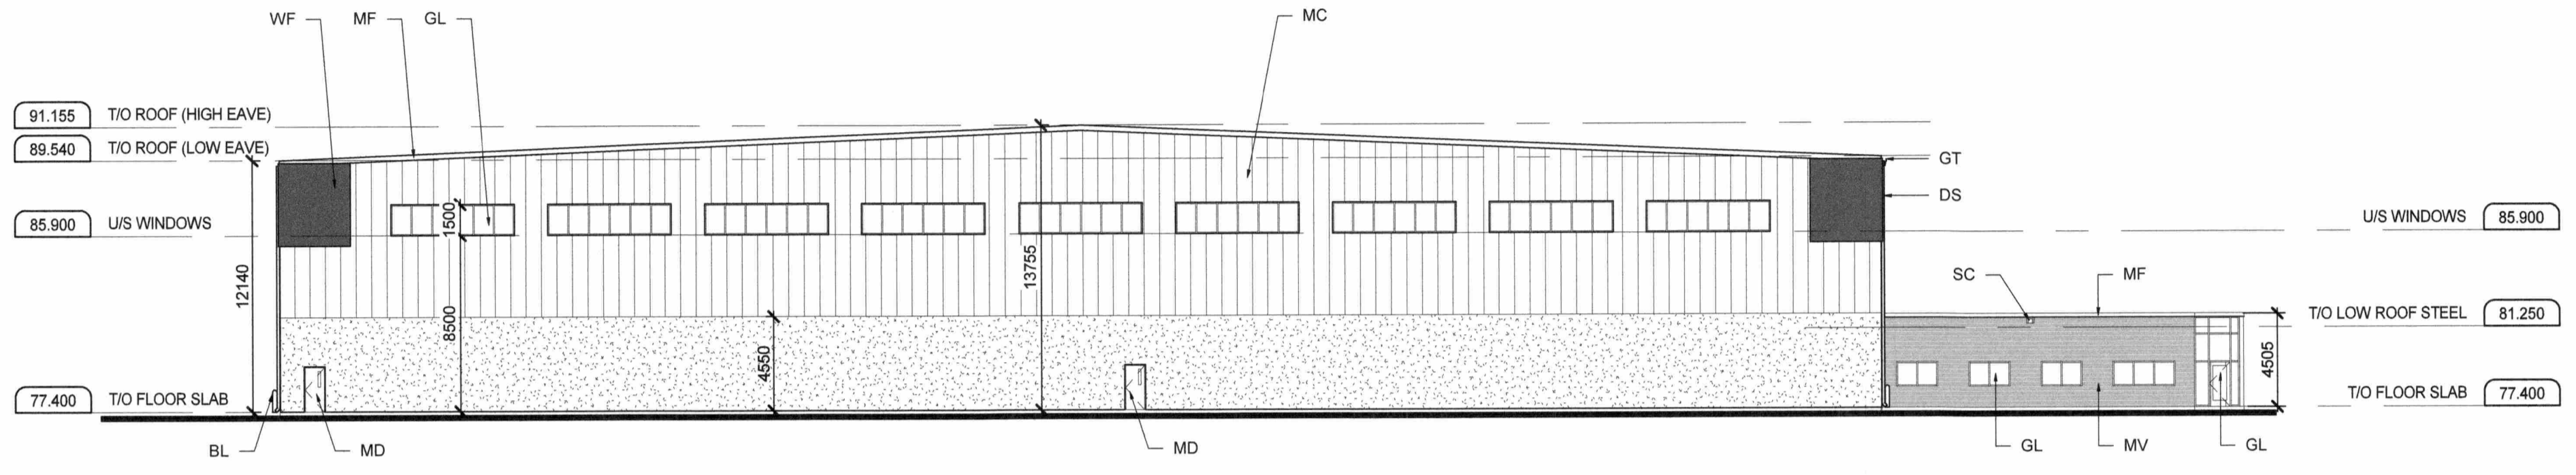 WF MF GL MC
91.155 T/O ROOF (HIGH EAVE)
89.540 T/O ROOF (LOW EAVE)
GT
DS
85.900 U/S WINDOWS
1500
U/S WINDOWS 85.900
12140
13755
SC MF
8500
4550
T/O LOW ROOF STEEL 81.250
4505
77.400 T/O FLOOR SLAB
T/O FLOOR SLAB 77.400
BL MD MD GL MV GL